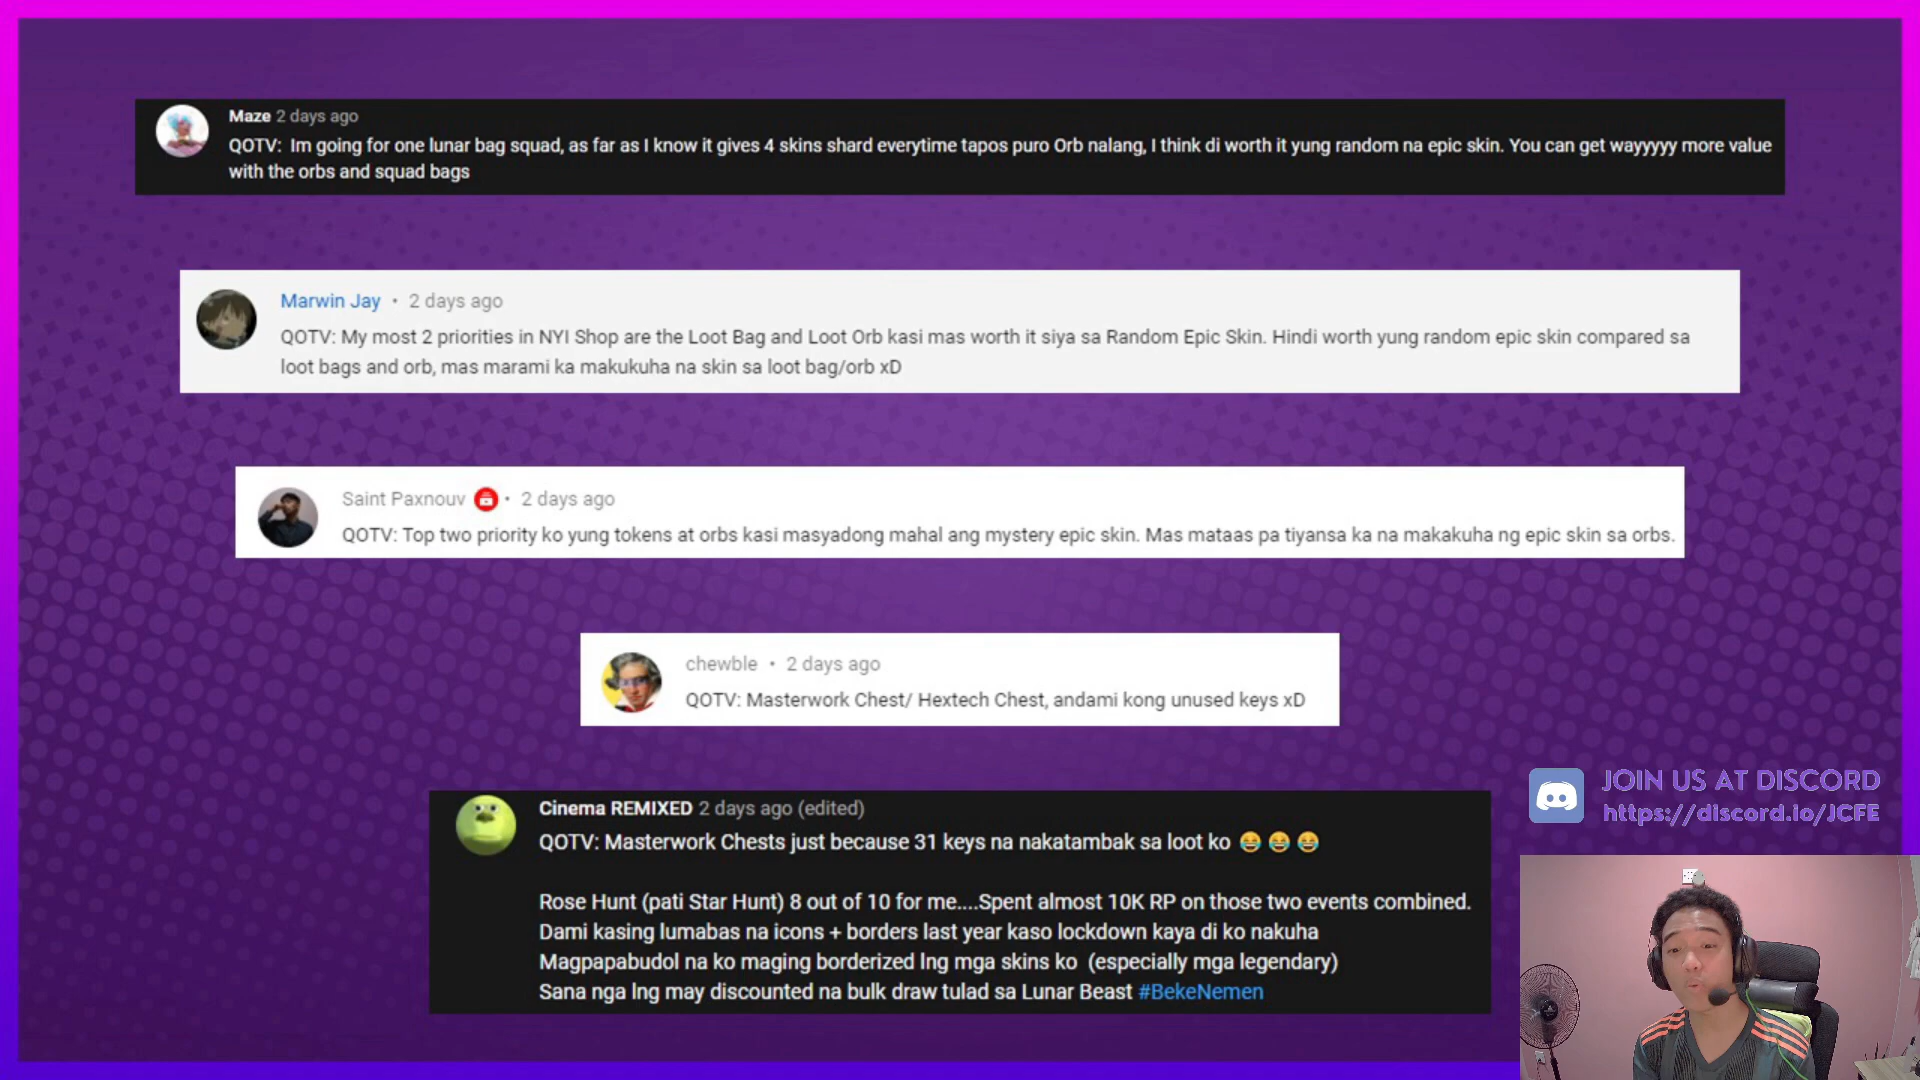 Maze 2 days ago
QOTV: Im going for one lunar bag squad, as far as I know it gives 4 skins shard everytime tapos puro Orb nalang, I think di worth it yung random na epic skin. You can get wayyyyy more value
with the orbs and squad bags
Marwin Jay • 2 days ago
QOTV: My most 2 priorities in NYI Shop are the Loot Bag and Loot Orb kasi mas worth it siya sa Random Epic Skin. Hindi worth yung random epic skin compared sa
loot bags and orb, mas marami ka makukuha na skin sa loot bag/orb xD
Saint Paxnouv • 2 days ago
QOTV: Top two priority ko yung tokens at orbs kasi masyadong mahal ang mystery epic skin. Mas mataas pa tiyansa ka na makakuha ng epic skin sa orbs.
chewble • 2 days ago
QOTV: Masterwork Chest/ Hextech Chest, andami kong unused keys xD
Cinema REMIXED 2 days ago (edited)
QOTV: Masterwork Chests just because 31 keys na nakatambak sa loot ko 😂 😂 😂
Rose Hunt (pati Star Hunt) 8 out of 10 for me....Spent almost 10K RP on those two events combined.
Dami kasing lumabas na icons + borders last year kaso lockdown kaya di ko nakuha
Magpapabudol na ko maging borderized lng mga skins ko (especially mga legendary)
Sana nga lng may discounted na bulk draw tulad sa Lunar Beast #BekeNemen
JOIN US AT DISCORD
https://discord.io/JCFE